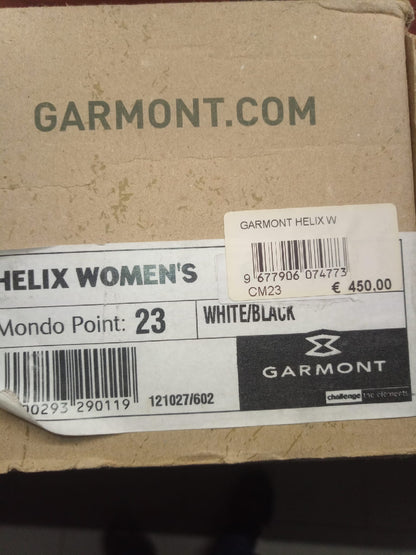 GARMONT.COM
GARMONT HELIX W
9 677906 074773
CM23 € 450.00
HELIX WOMEN'S
Mondo Point: 23
WHITE/BLACK
00293 290119
121027/602
GARMONT
challenge the elements